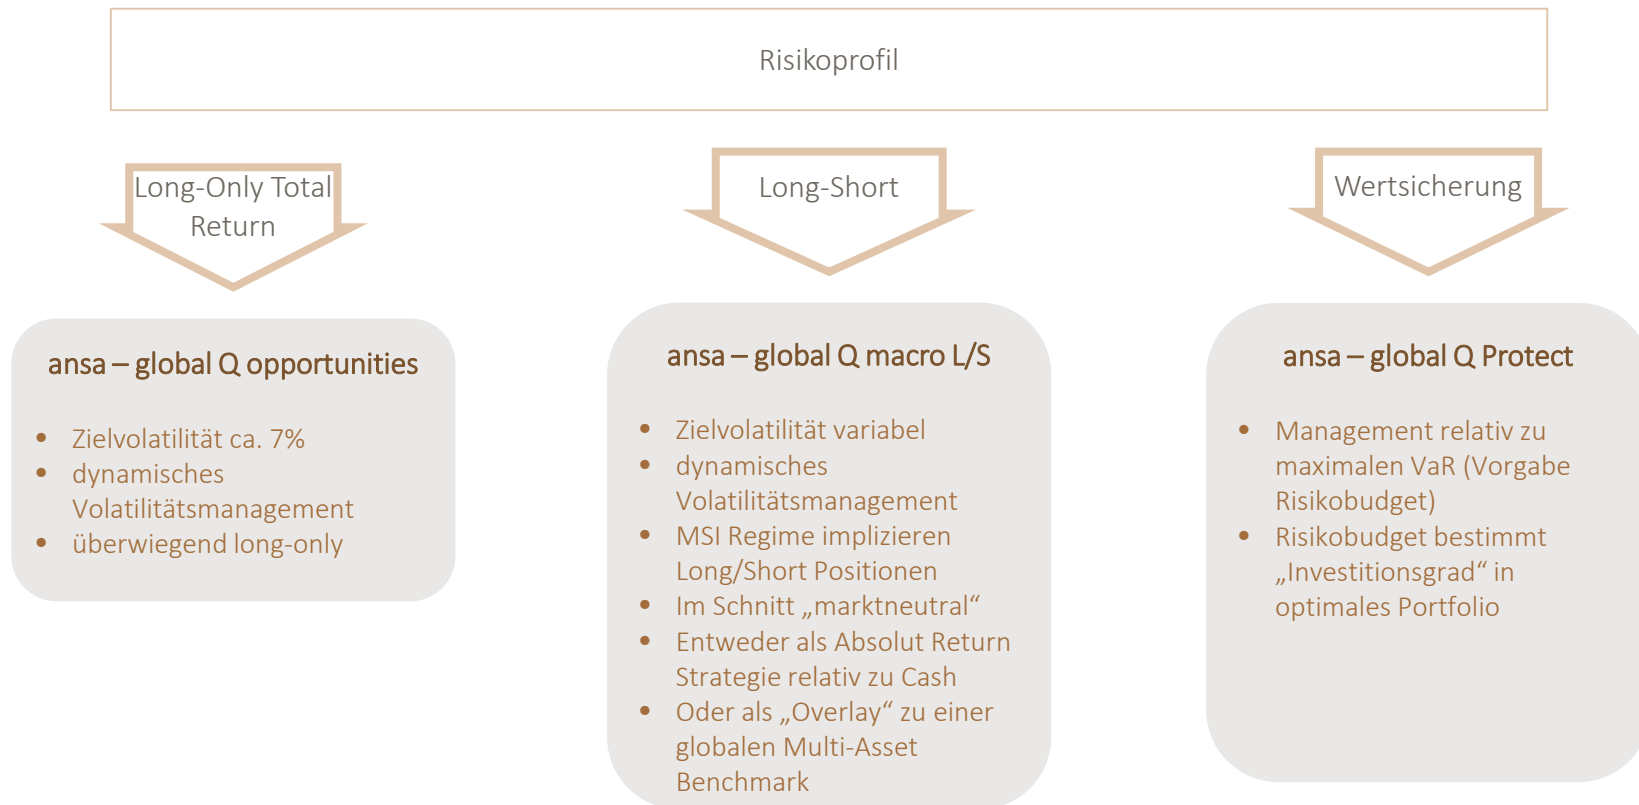 Risikoprofil
Long-Only Total
Return
Long-Short
Wertsicherung
ansa – global Q opportunities
• Zielvolatilität ca. 7%
• dynamisches
Volatilitätsmanagement
• überwiegend long-only
ansa – global Q macro L/S
• Zielvolatilität variabel
• dynamisches
Volatilitätsmanagement
• MSI Regime implizieren
Long/Short Positionen
• Im Schnitt „marktneutral“
• Entweder als Absolut Return
Strategie relativ zu Cash
• Oder als „Overlay“ zu einer
globalen Multi-Asset
Benchmark
ansa – global Q Protect
• Management relativ zu
maximalen VaR (Vorgabe
Risikobudget)
• Risikobudget bestimmt
„Investitionsgrad“ in
optimales Portfolio